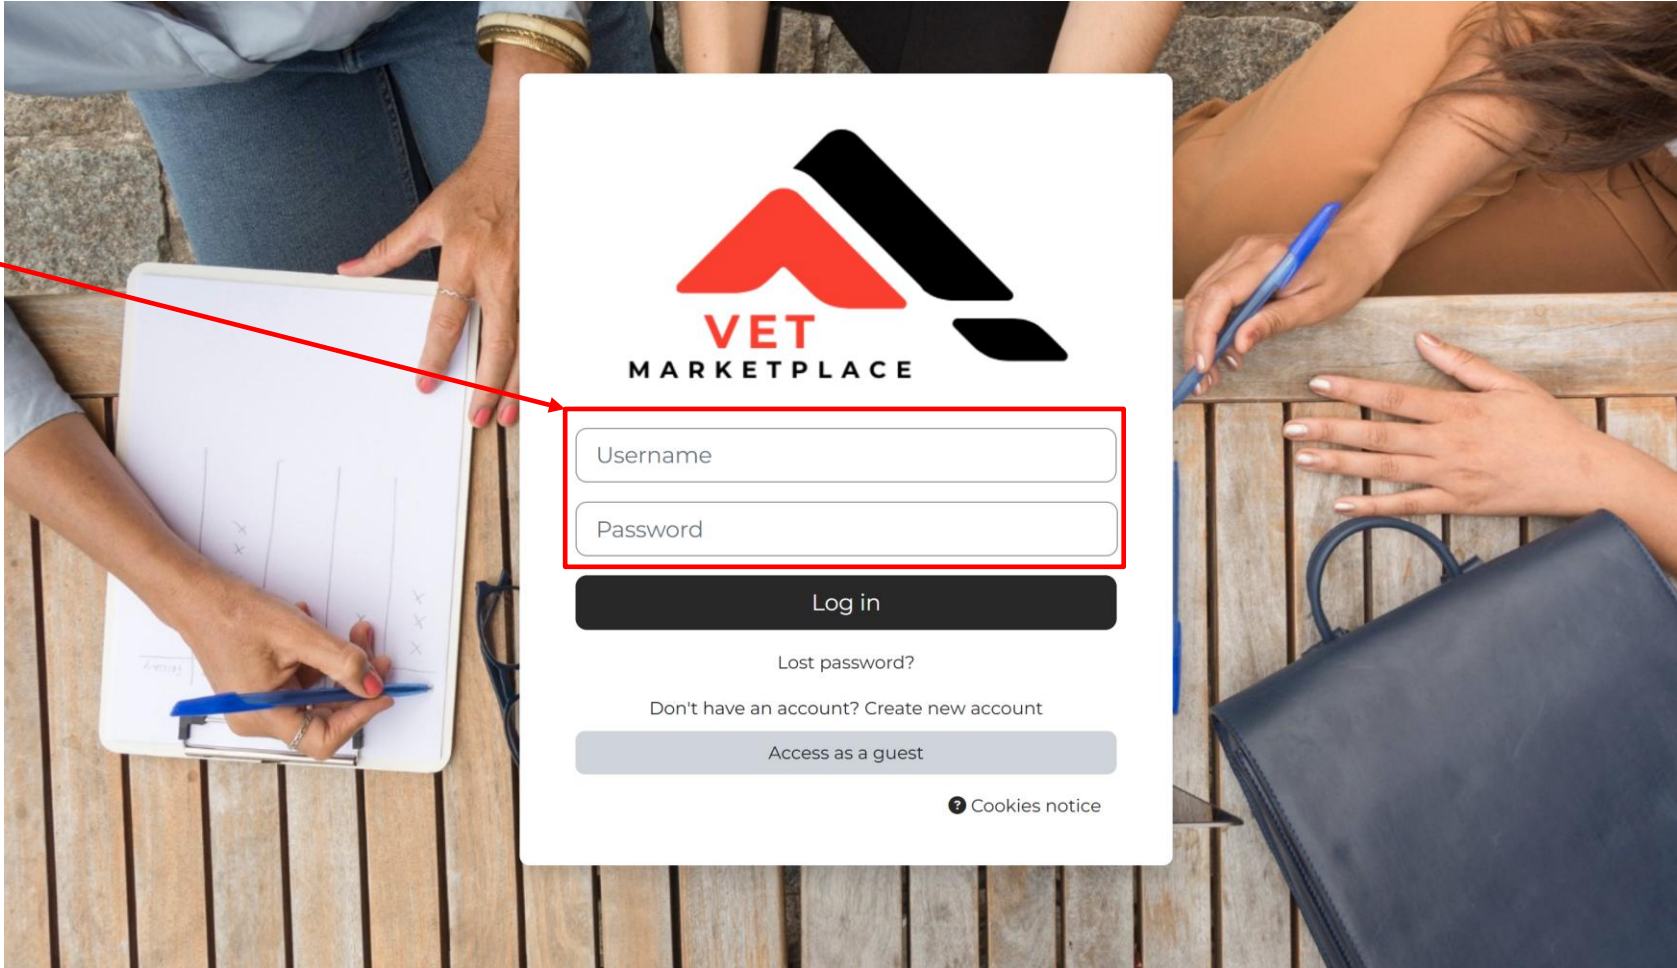 VET
MARKETPLACE
Username
Password
Log in
Lost password?
Don't have an account? Create new account
Access as a guest
Cookies notice